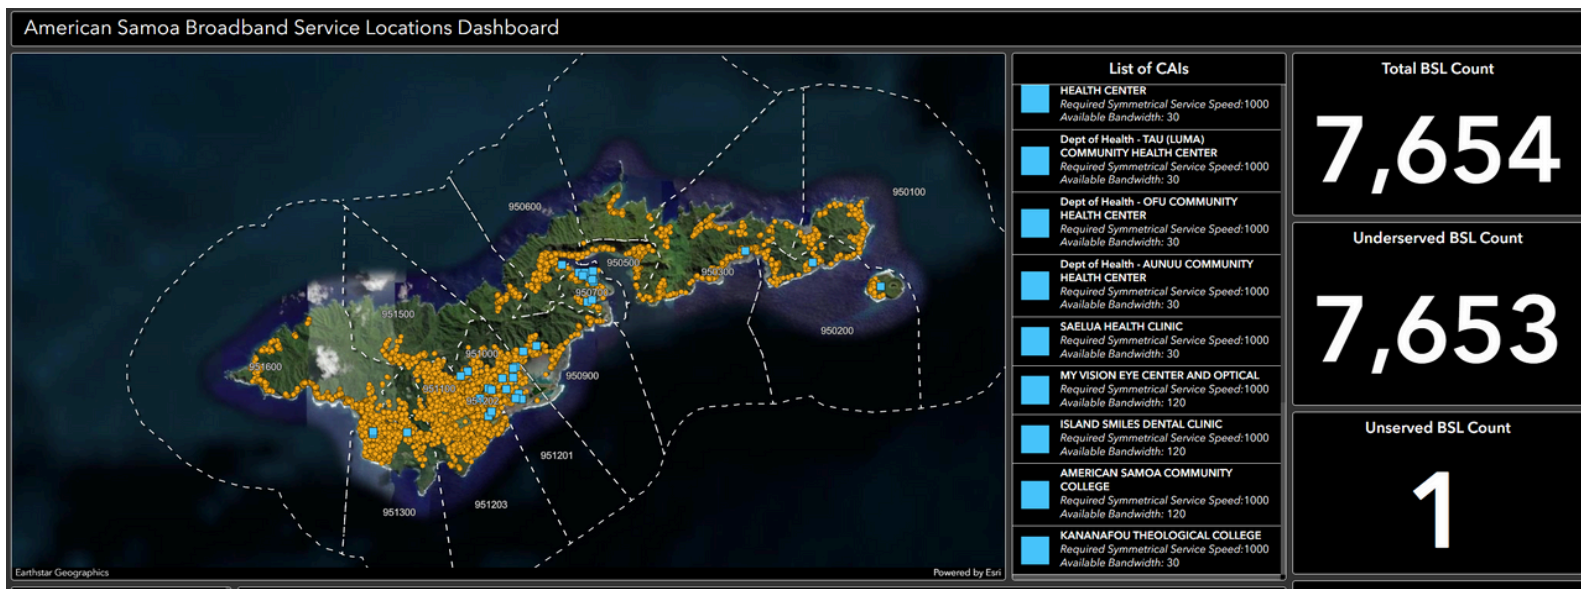 American Samoa Broadband Service Locations Dashboard
950100
950600
950500
950300
950200
951500
951000
950900
951600
951201
951203
951300
Earthstar Geographics
Powered by Esri
List of CAIs
HEALTH CENTER
Required Symmetrical Service Speed:1000
Available Bandwidth: 30
Dept of Health - TAU (LUMA)
COMMUNITY HEALTH CENTER
Required Symmetrical Service Speed:1000
Available Bandwidth: 30
Dept of Health - OFU COMMUNITY
HEALTH CENTER
Required Symmetrical Service Speed:1000
Available Bandwidth: 30
Dept of Health - AUNUU COMMUNITY
HEALTH CENTER
Required Symmetrical Service Speed:1000
Available Bandwidth: 30
SAELUA HEALTH CLINIC
Required Symmetrical Service Speed:1000
Available Bandwidth: 30
MY VISION EYE CENTER AND OPTICAL
Required Symmetrical Service Speed:1000
Available Bandwidth: 120
ISLAND SMILES DENTAL CLINIC
Required Symmetrical Service Speed:1000
Available Bandwidth: 120
AMERICAN SAMOA COMMUNITY
COLLEGE
Required Symmetrical Service Speed:1000
Available Bandwidth: 120
KANANAFOU THEOLOGICAL COLLEGE
Required Symmetrical Service Speed:1000
Available Bandwidth: 30
Total BSL Count
7,654
Underserved BSL Count
7,653
Unserved BSL Count
1